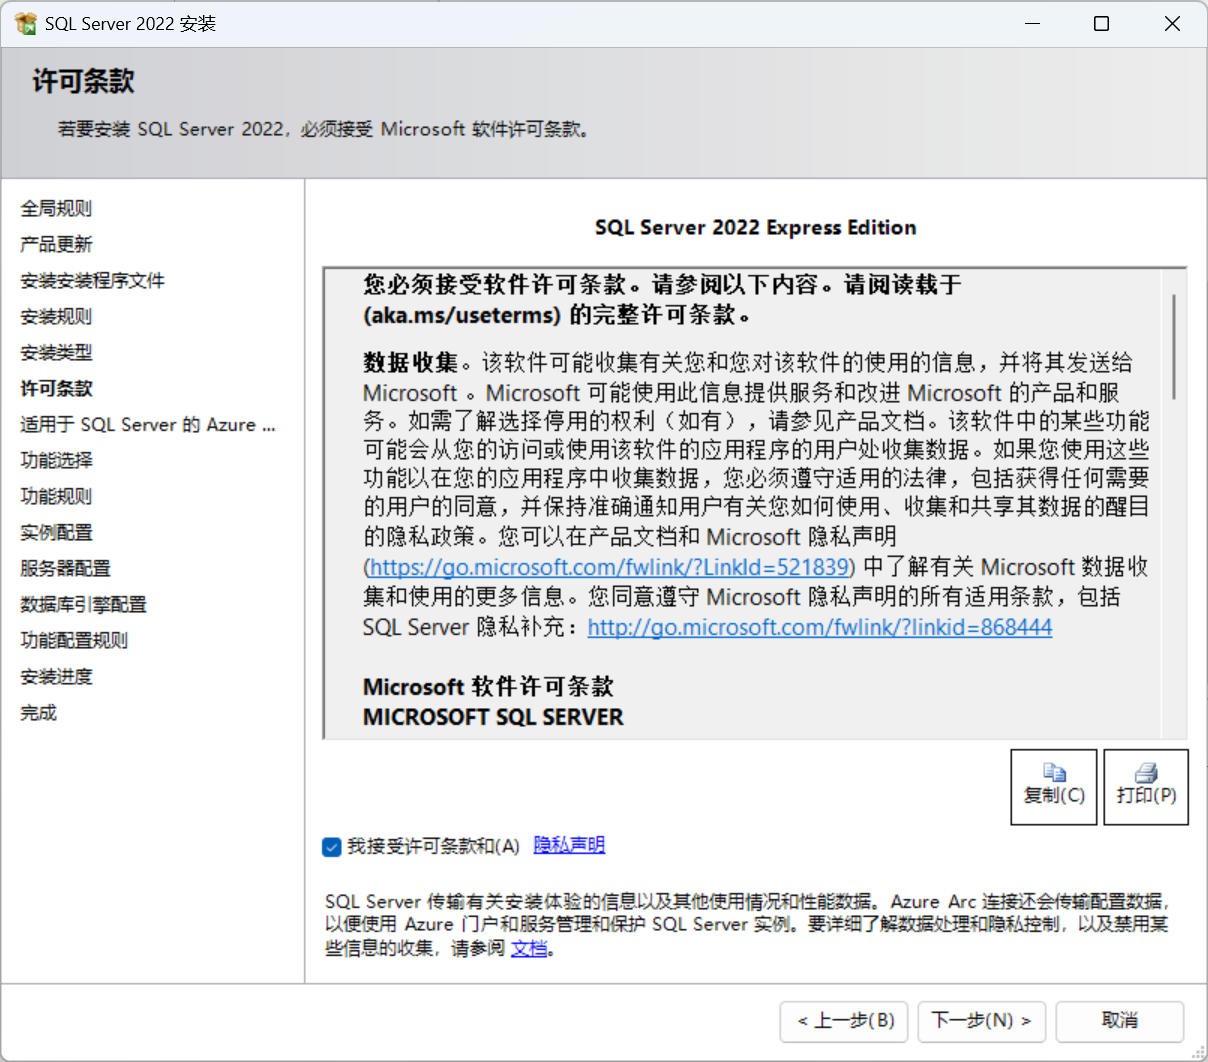 SQL Server 2022 安装
许可条款
若要安装 SQL Server 2022，必须接受 Microsoft 软件许可条款。
全局规则
产品更新
安装安装程序文件
安装规则
安装类型
许可条款
适用于 SQL Server 的 Azure ...
功能选择
功能规则
实例配置
服务器配置
数据库引擎配置
功能配置规则
安装进度
完成
SQL Server 2022 Express Edition
您必须接受软件许可条款。请参阅以下内容。请阅读载于
(aka.ms/useterms) 的完整许可条款。
数据收集。该软件可能收集有关您和您对该软件的使用的信息，并将其发送给
Microsoft 。Microsoft 可能使用此信息提供服务和改进 Microsoft 的产品和服
务。如需了解选择停用的权利（如有），请参见产品文档。该软件中的某些功能
可能会从您的访问或使用该软件的应用程序的用户处收集数据。如果您使用这些
功能以在您的应用程序中收集数据，您必须遵守适用的法律，包括获得任何需要
的用户的同意，并保持准确通知用户有关您如何使用、收集和共享其数据的醒目
的隐私政策。您可以在产品文档和 Microsoft 隐私声明
(https://go.microsoft.com/fwlink/?LinkId=521839) 中了解有关 Microsoft 数据收
集和使用的更多信息。您同意遵守 Microsoft 隐私声明的所有适用条款，包括
SQL Server 隐私补充：http://go.microsoft.com/fwlink/?linkid=868444
Microsoft 软件许可条款
MICROSOFT SQL SERVER
复制(C)
打印(P)
我接受许可条款和(A) 隐私声明
SQL Server 传输有关安装体验的信息以及其他使用情况和性能数据。Azure Arc 连接还会传输配置数据，
以便使用 Azure 门户和服务管理和保护 SQL Server 实例。要详细了解数据处理和隐私控制，以及禁用某
些信息的收集，请参阅 文档。
< 上一步(B)
下一步(N) >
取消